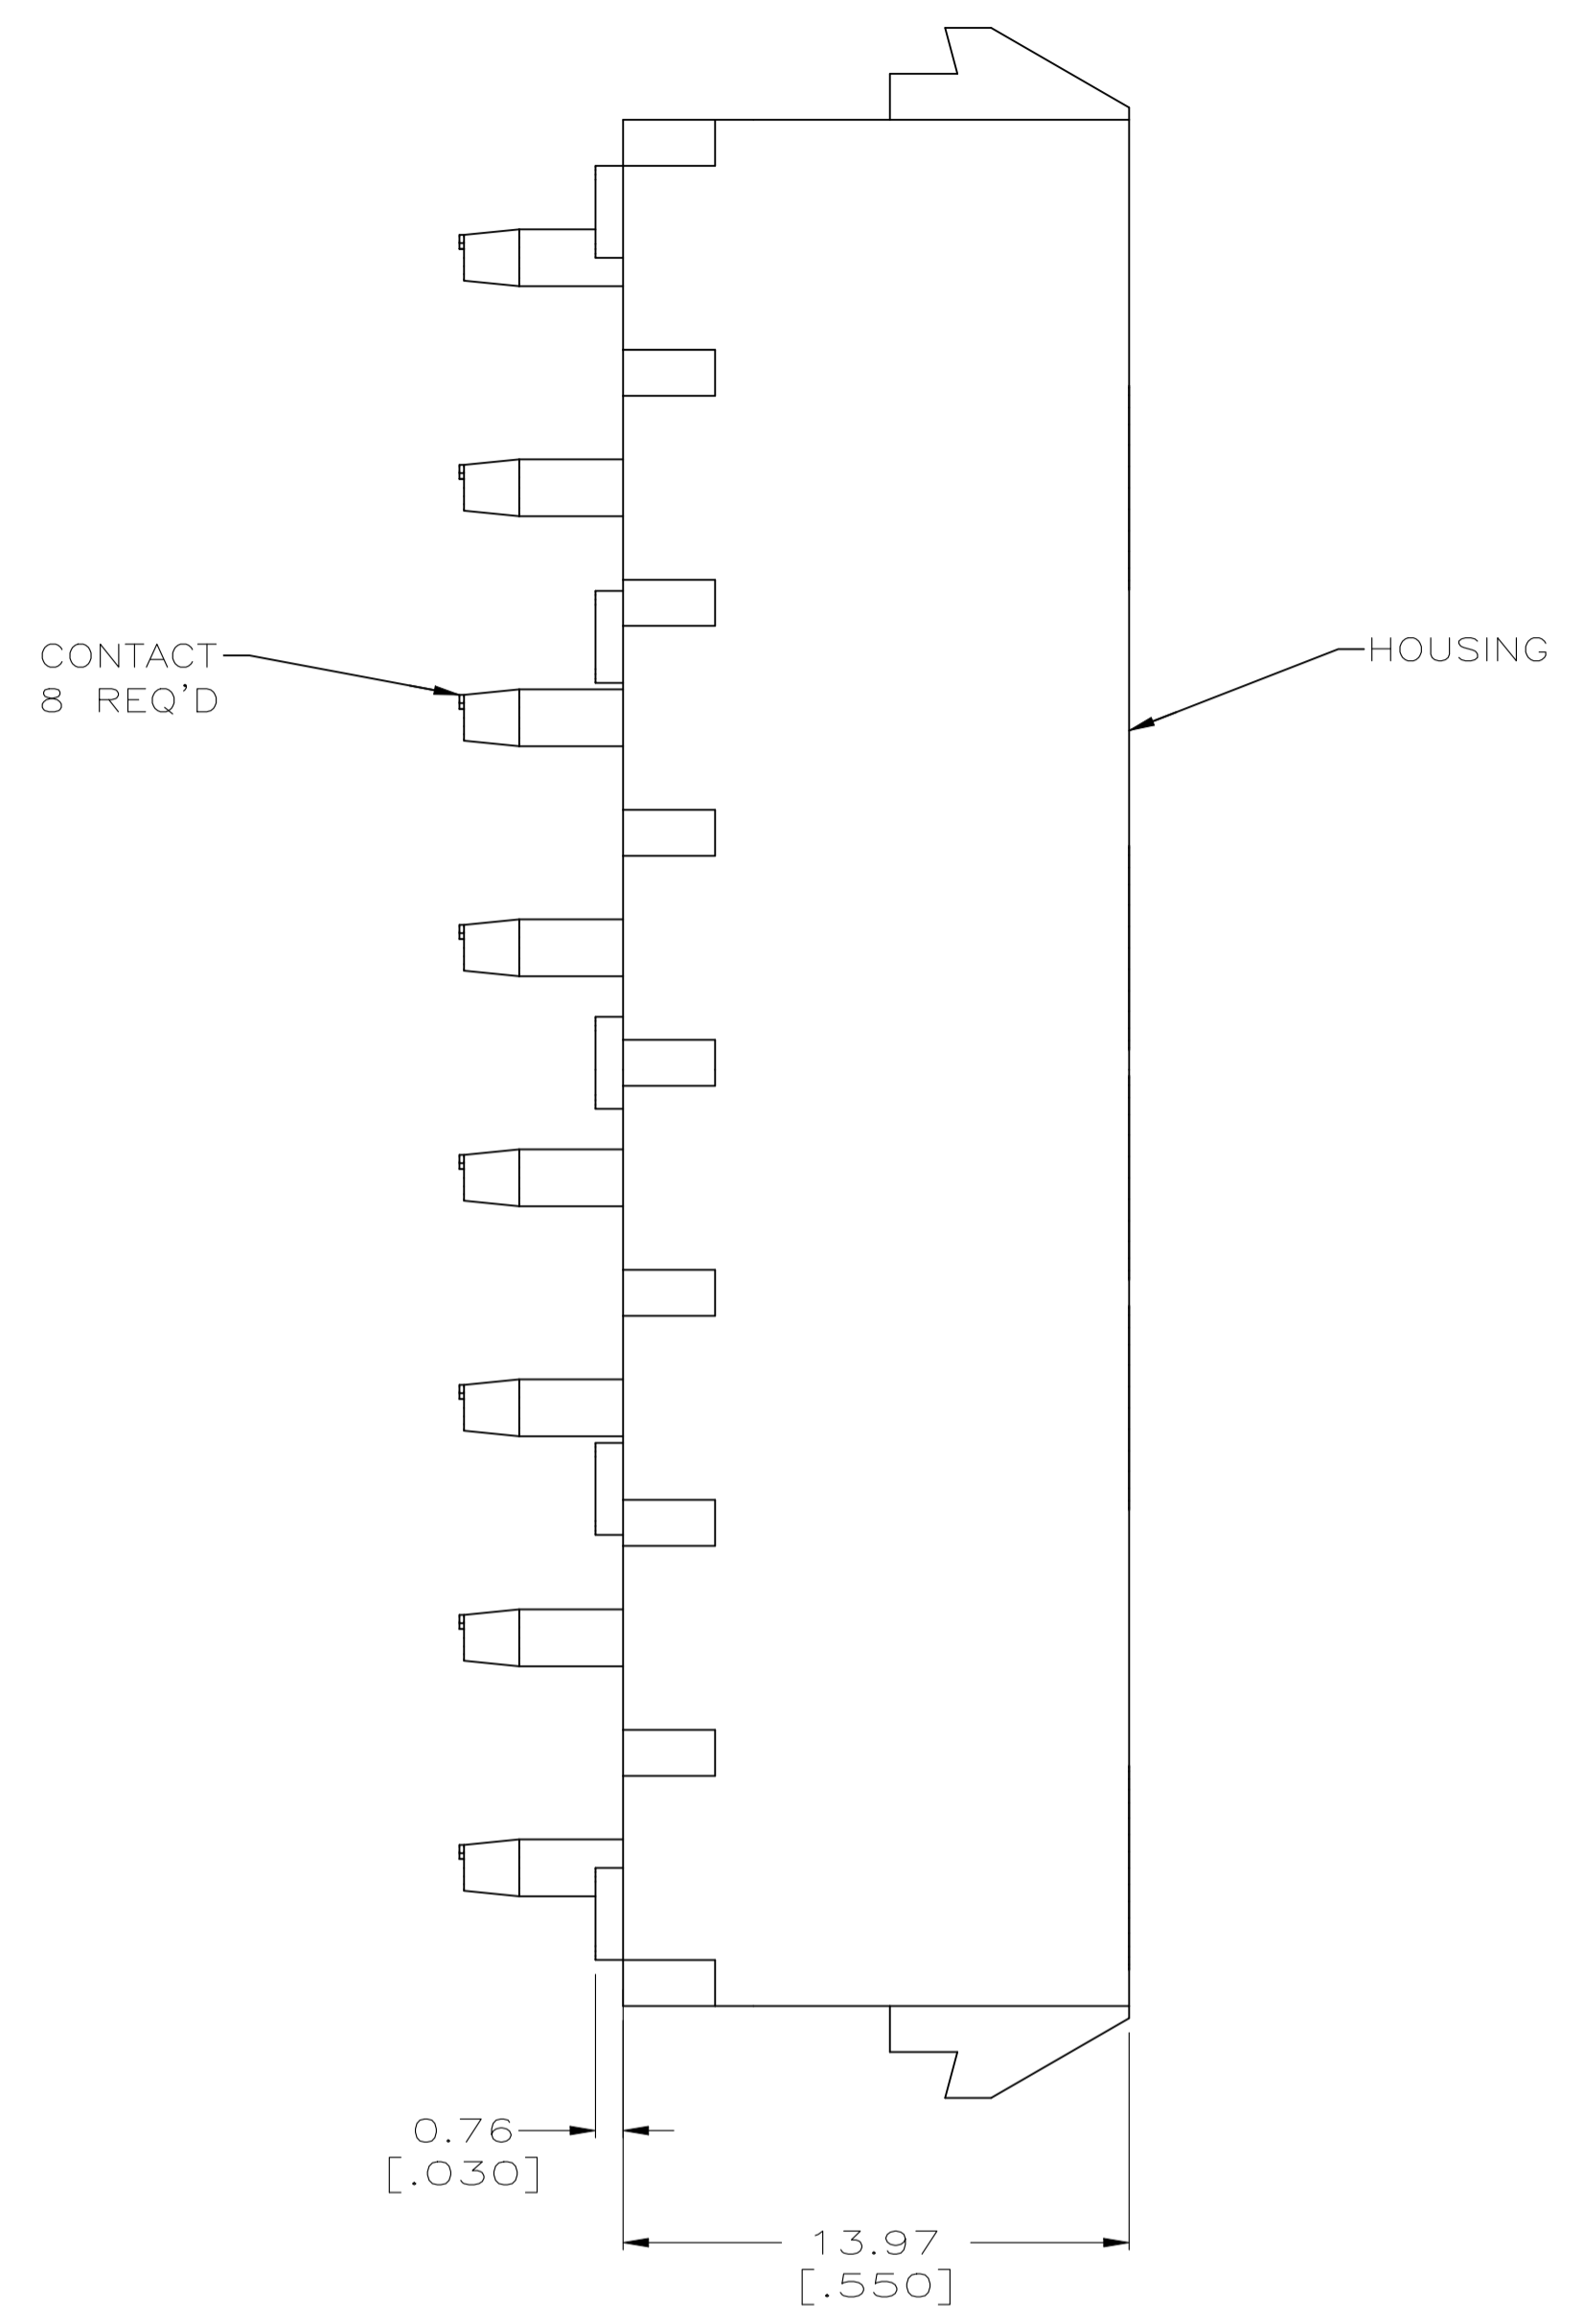 CONTACT
8 REQ'D
HOUSING
0.76
[.030]
13.97
[.550]